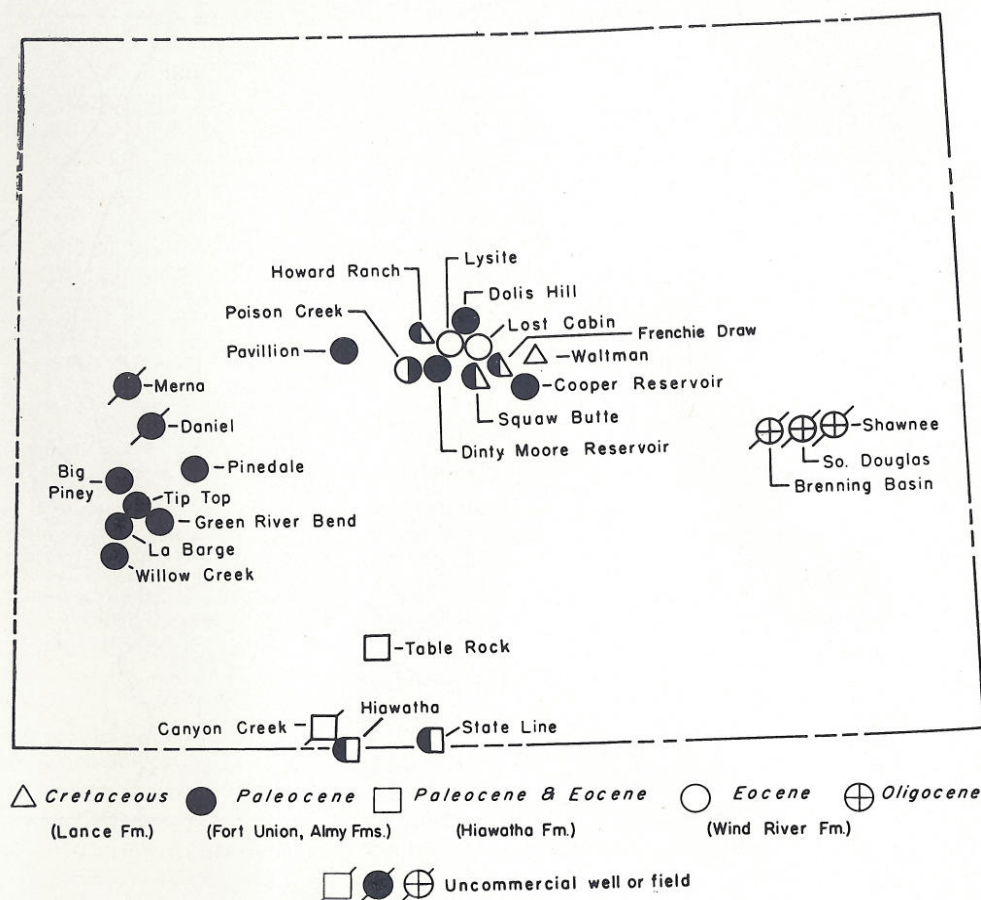 Lysite
Howard Ranch
Dolis Hill
Poison Creek
Lost Cabin
Frenchie Draw
Pavillion
Waltman
Merna
Cooper Reservoir
Squaw Butte
Daniel
Shawnee
Dinty Moore Reservoir
So. Douglas
Big
Piney
Pinedale
Brenning Basin
Tip Top
Green River Bend
La Barge
Willow Creek
Table Rock
Hiawatha
Canyon Creek
State Line
Cretaceous Paleocene Paleocene & Eocene Eocene Oligocene
(Lance Fm.) (Fort Union, Almy Fms.) (Hiawatha Fm.) (Wind River Fm.)
Uncommercial well or field